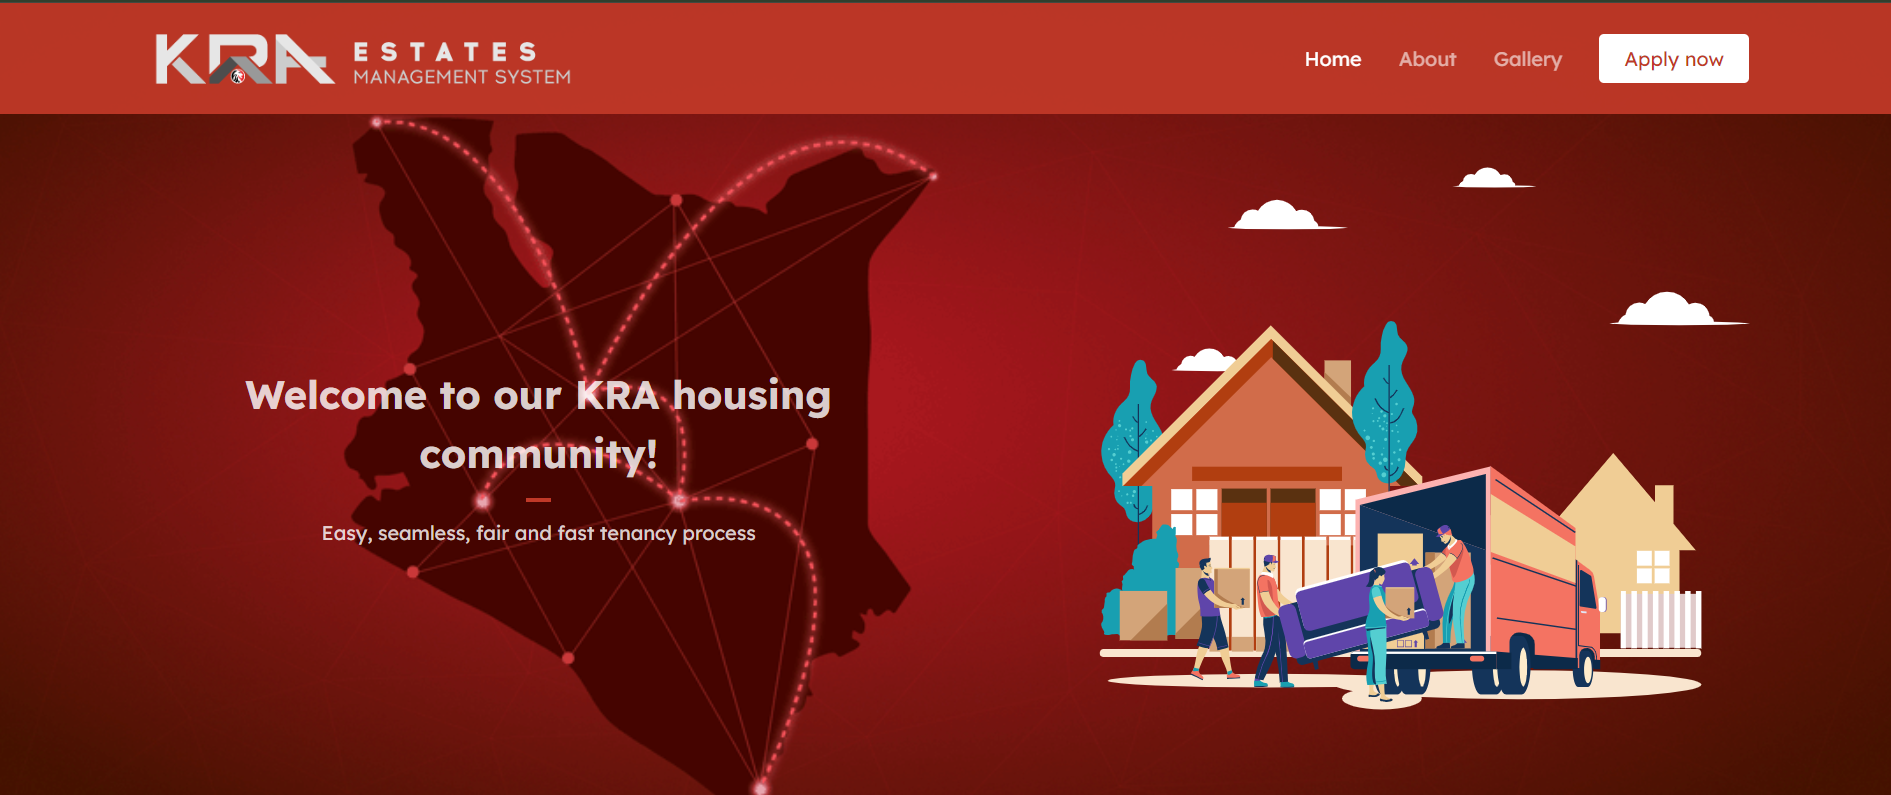 KRA ESTATES
MANAGEMENT SYSTEM
Home About Gallery Apply now
Welcome to our KRA housing
community!
Easy, seamless, fair and fast tenancy process